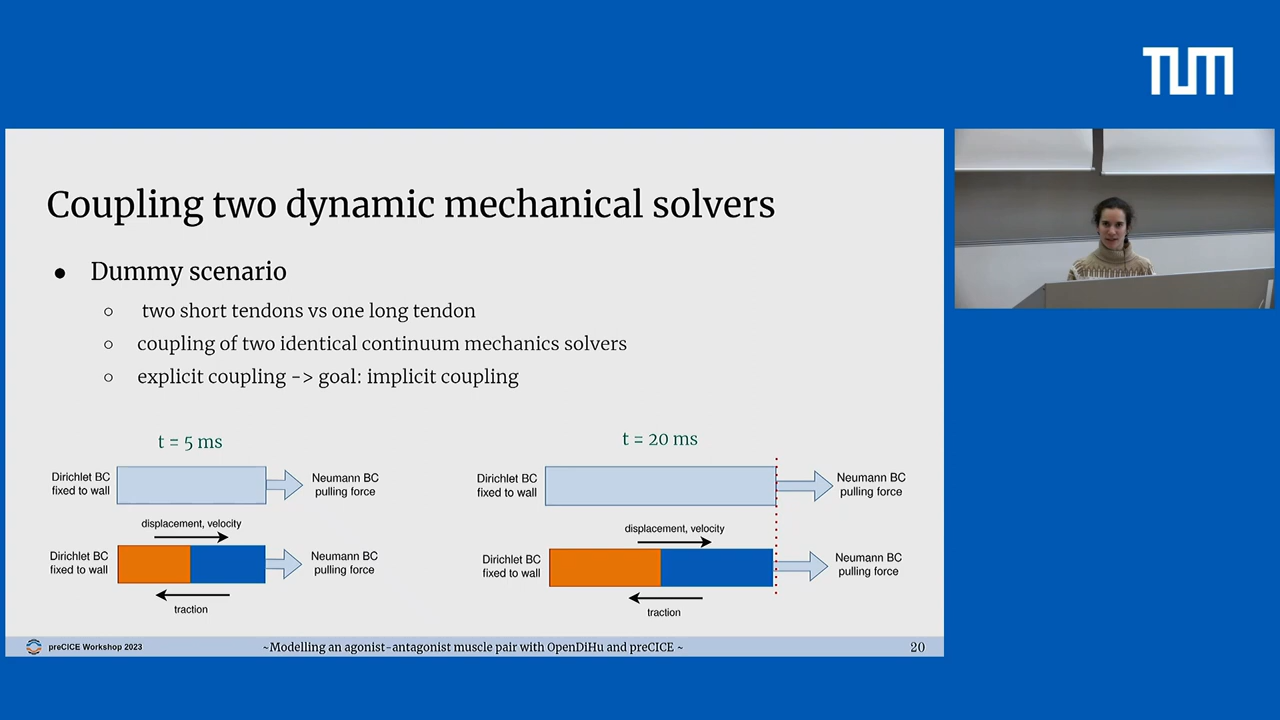 TUM
Coupling two dynamic mechanical solvers
● Dummy scenario
○ two short tendons vs one long tendon
○ coupling of two identical continuum mechanics solvers
○ explicit coupling -> goal: implicit coupling
t = 5 ms
Dirichlet BC
fixed to wall
Neumann BC
pulling force
displacement, velocity
Dirichlet BC
fixed to wall
Neumann BC
pulling force
traction
t = 20 ms
Dirichlet BC
fixed to wall
Neumann BC
pulling force
displacement, velocity
Dirichlet BC
fixed to wall
Neumann BC
pulling force
traction
preCICE Workshop 2023
~Modelling an agonist-antagonist muscle pair with OpenDiHu and preCICE ~
20